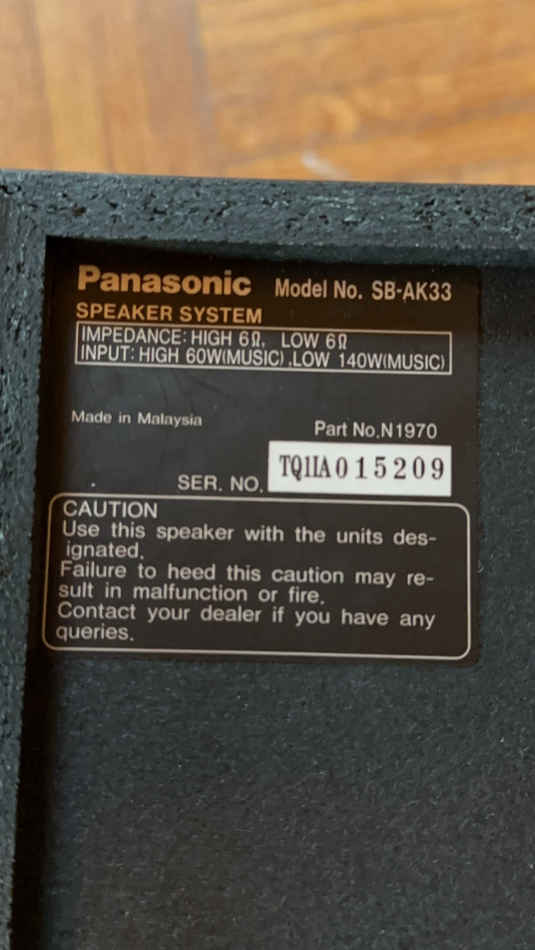 Panasonic Model No. SB-AK33
SPEAKER SYSTEM
IMPEDANCE: HIGH 6Ω, LOW 6Ω
INPUT: HIGH 60W(MUSIC) .LOW 140W(MUSIC)
Made in Malaysia
Part No.N1970
SER. NO. TQ1IA015209
CAUTION
Use this speaker with the units des-
ignated.
Failure to heed this caution may re-
sult in malfunction or fire.
Contact your dealer if you have any
queries.